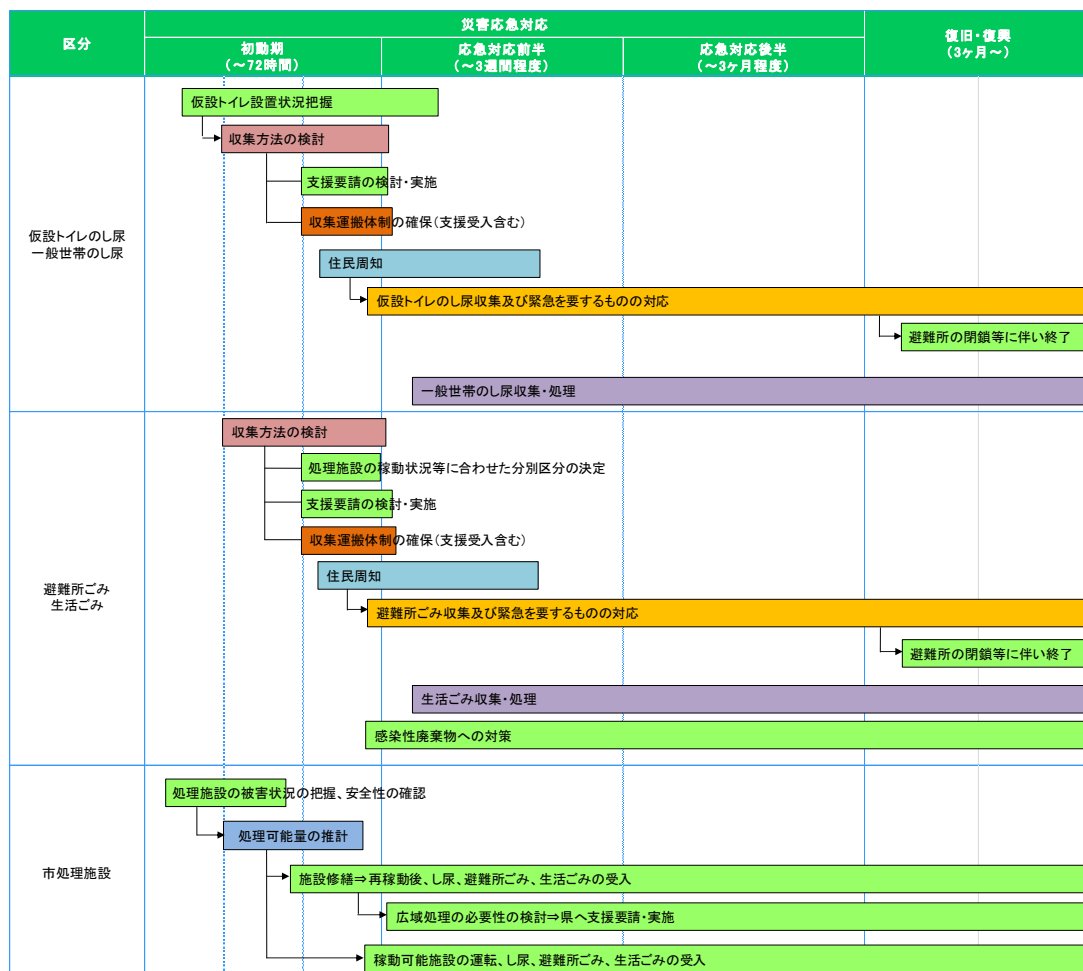 区分
災害応急対応
復旧・復興
(3ヶ月～)
初動期
(～72時間)
応急対応前半
(～3週間程度)
応急対応後半
(～3ヶ月程度)
仮設トイレのし尿
一般世帯のし尿
仮設トイレ設置状況把握
収集方法の検討
支援要請の検討・実施
収集運搬体制の確保(支援受入含む)
住民周知
仮設トイレのし尿収集及び緊急を要するものの対応
避難所の閉鎖等に伴い終了
一般世帯のし尿収集・処理
避難所ごみ
生活ごみ
収集方法の検討
処理施設の稼動状況等に合わせた分別区分の決定
支援要請の検討・実施
収集運搬体制の確保(支援受入含む)
住民周知
避難所ごみ収集及び緊急を要するものの対応
避難所の閉鎖等に伴い終了
生活ごみ収集・処理
感染性廃棄物への対策
市処理施設
処理施設の被害状況の把握、安全性の確認
処理可能量の推計
施設修繕⇒再稼動後、し尿、避難所ごみ、生活ごみの受入
広域処理の必要性の検討⇒県へ支援要請・実施
稼動可能施設の運転、し尿、避難所ごみ、生活ごみの受入